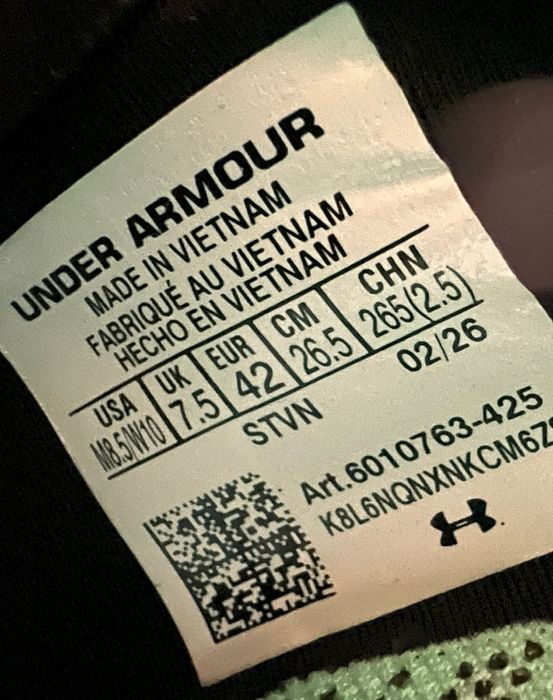 UNDER ARMOUR
MADE IN VIETNAM
FABRIQUÉ AU VIETNAM
HECHO EN VIETNAM
USA UK EUR CM CHN
M8.5/W10 7.5 42 26.5 265(2.5)
STVN 02/26
Art.6010763-425
K8L6NQNXNKCM6Z